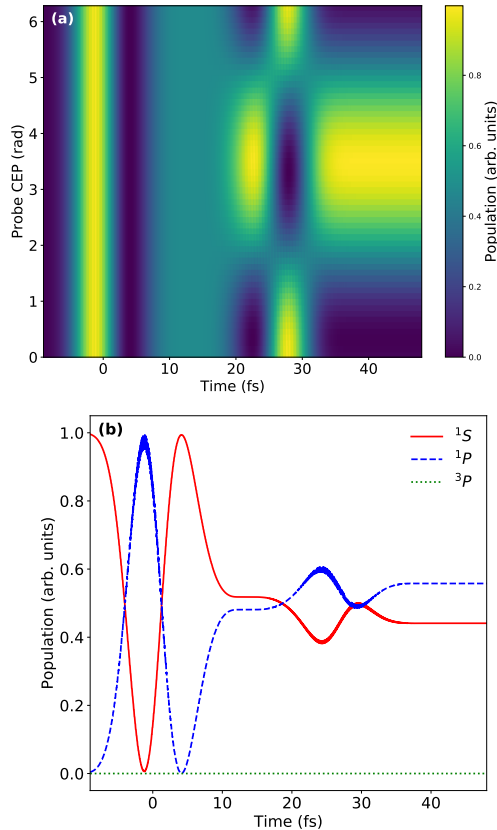 (a)
Probe CEP (rad)
6
5
4
3
2
1
0
0 10 20 30 40
Time (fs)
0.8
0.6
0.4
0.2
0.0
Population (arb. units)
(b)
¹S
¹P
³P
Population (arb. units)
1.0
0.8
0.6
0.4
0.2
0.0
0 10 20 30 40
Time (fs)